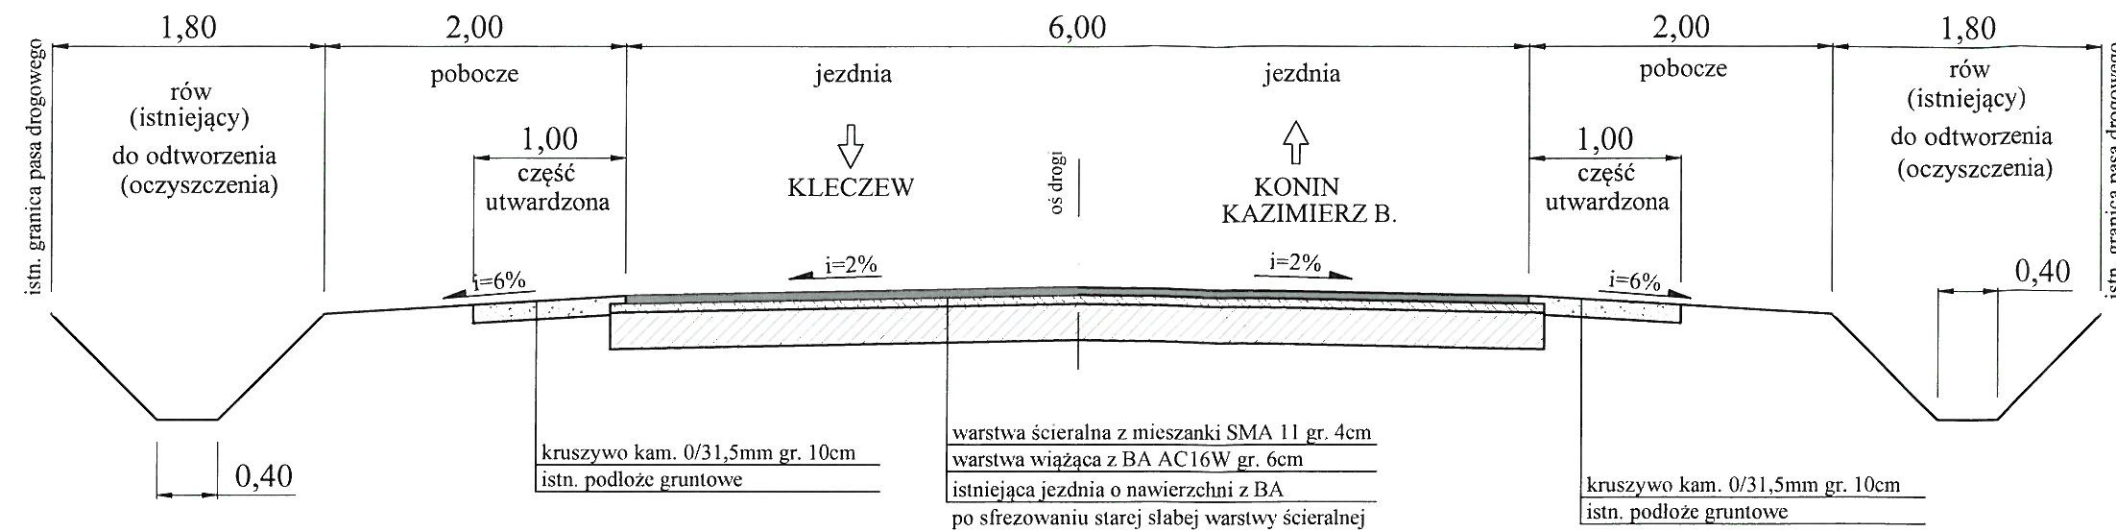 1,80
2,00
6,00
2,00
1,80
istn. granica pasa drogowego
rów
(istniejący)
do odtworzenia
(oczyszczenia)
pobocze
1,00
część
utwardzona
jezdnia
KLECZEW
oś drogi
jezdnia
KONIN
KAZIMIERZ B.
pobocze
1,00
część
utwardzona
rów
(istniejący)
do odtworzenia
(oczyszczenia)
istn. granica pasa drogowego
i=6%
i=2%
i=2%
i=6%
0,40
0,40
kruszywo kam. 0/31,5mm gr. 10cm
istn. podłoże gruntowe
warstwa ścieralna z mieszanki SMA 11 gr. 4cm
warstwa wiążąca z BA AC16W gr. 6cm
istniejąca jezdnia o nawierzchni z BA
po sfrezowaniu starej słabej warstwy ścieralnej
kruszywo kam. 0/31,5mm gr. 10cm
istn. podłoże gruntowe